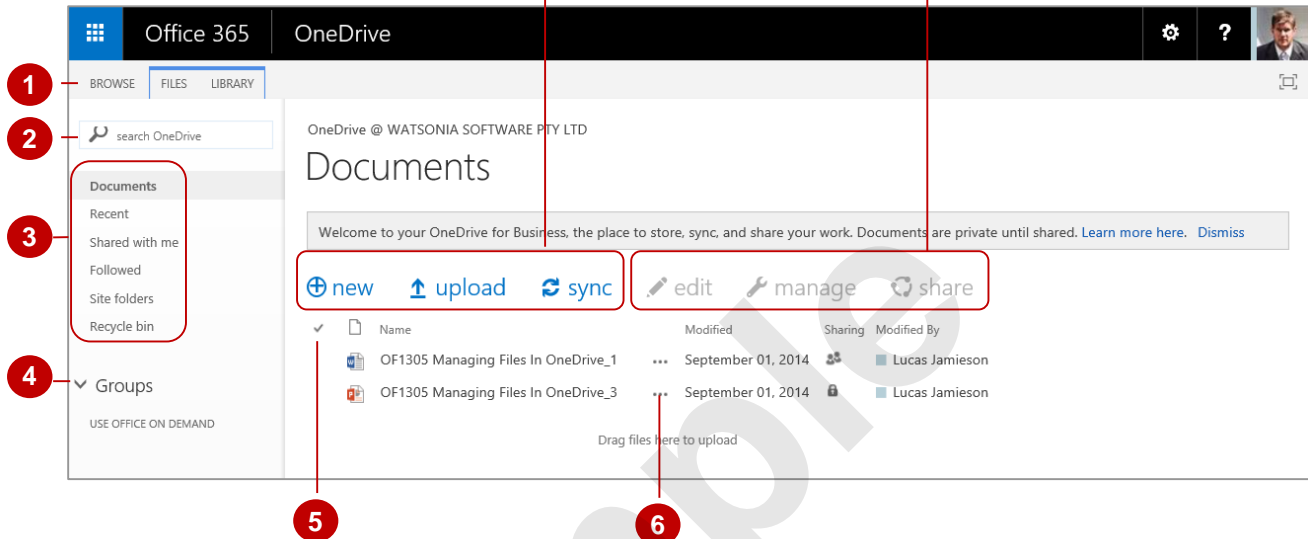 Office 365 OneDrive ?
1 BROWSE FILES LIBRARY
2 search OneDrive
OneDrive @ WATSONIA SOFTWARE PTY LTD
Documents
Documents
Recent
3 Shared with me
Followed
Site folders
Recycle bin
Welcome to your OneDrive for Business, the place to store, sync, and share your work. Documents are private until shared. Learn more here. Dismiss
new upload sync edit manage share
Name Modified Sharing Modified By
OF1305 Managing Files In OneDrive_1 ... September 01, 2014 Lucas Jamieson
OF1305 Managing Files In OneDrive_3 ... September 01, 2014 Lucas Jamieson
4 Groups
USE OFFICE ON DEMAND
Drag files here to upload
5 6